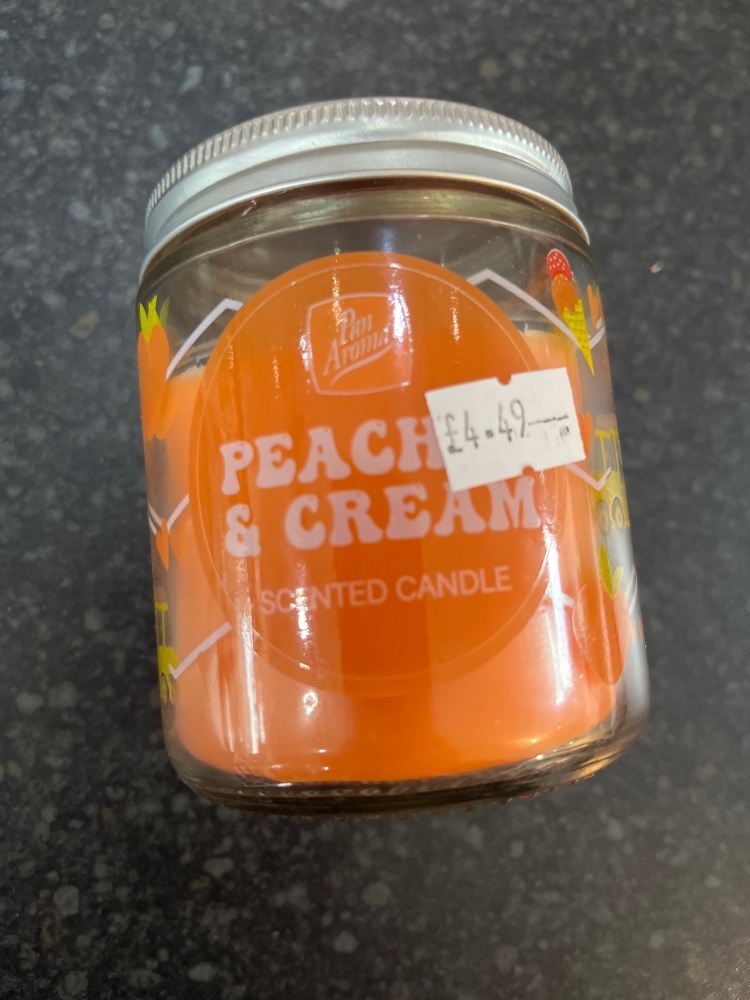 Pan
Aroma
£4.49
PEACH
& CREAM
SCENTED CANDLE